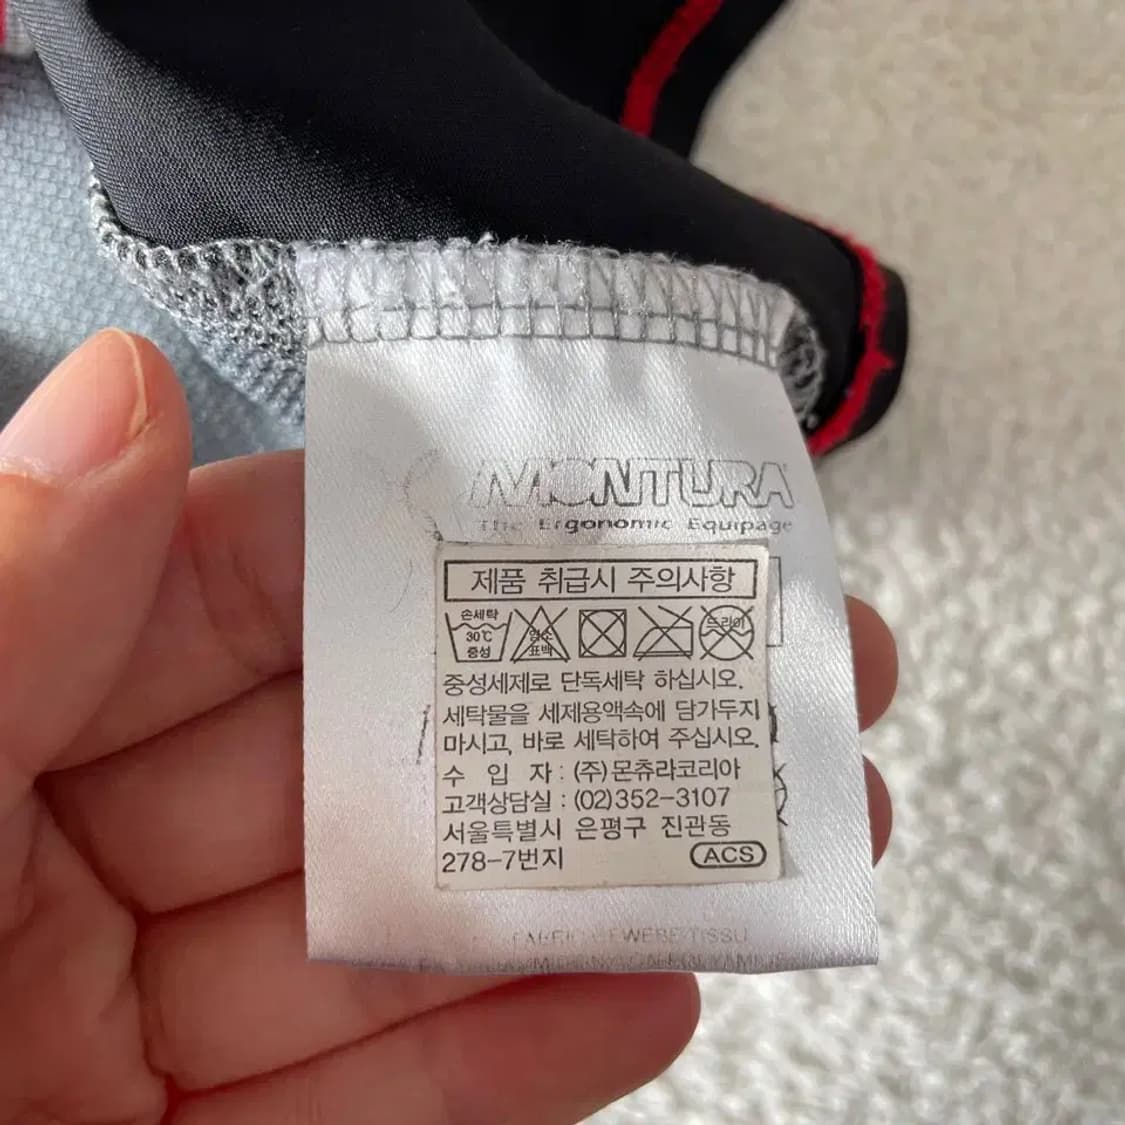 MONTURA
The Ergonomic Equipage
제품 취급시 주의사항
손세탁 30℃ 중성
염소 표백
드라이
중성세제로 단독세탁 하십시오.
세탁물을 세제용액속에 담가두지
마시고, 바로 세탁하여 주십시오.
수 입 자 : (주)몬츄라코리아
고객상담실 : (02)352-3107
서울특별시 은평구 진관동
278-7번지 ACS
TISSU